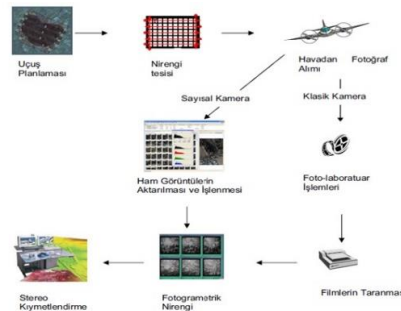 Uçuş
Planlaması
Nirengi
tesisi
Havadan Fotoğraf
Alımı
Sayısal Kamera
Klasik Kamera
Ham Görüntülerin
Aktarılması ve İşlenmesi
Foto-laboratuar
İşlemleri
Filmlerin Taranması
Fotogrametrik
Nirengi
Stereo
Kıymetlendirme